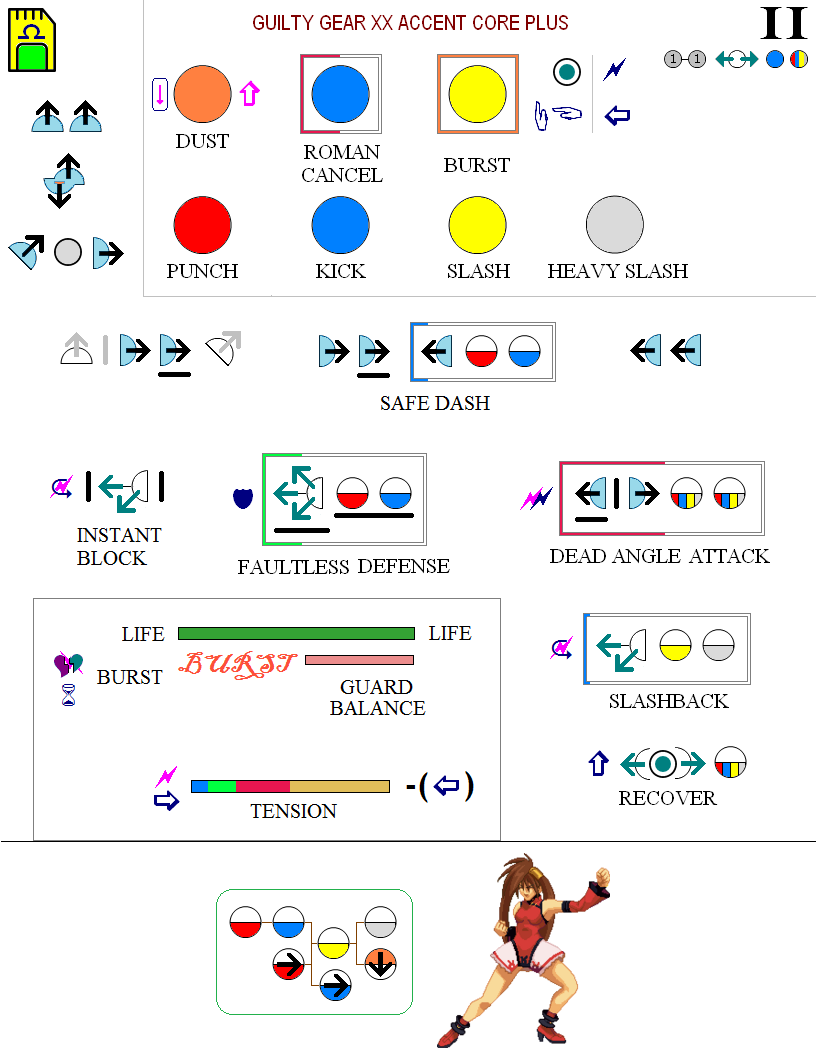 GUILTY GEAR XX ACCENT CORE PLUS
II
1 1
DUST
ROMAN
CANCEL
BURST
PUNCH
KICK
SLASH
HEAVY SLASH
SAFE DASH
INSTANT
BLOCK
FAULTLESS DEFENSE
DEAD ANGLE ATTACK
LIFE
LIFE
BURST
BURST
GUARD
BALANCE
TENSION
-( )
SLASHBACK
RECOVER